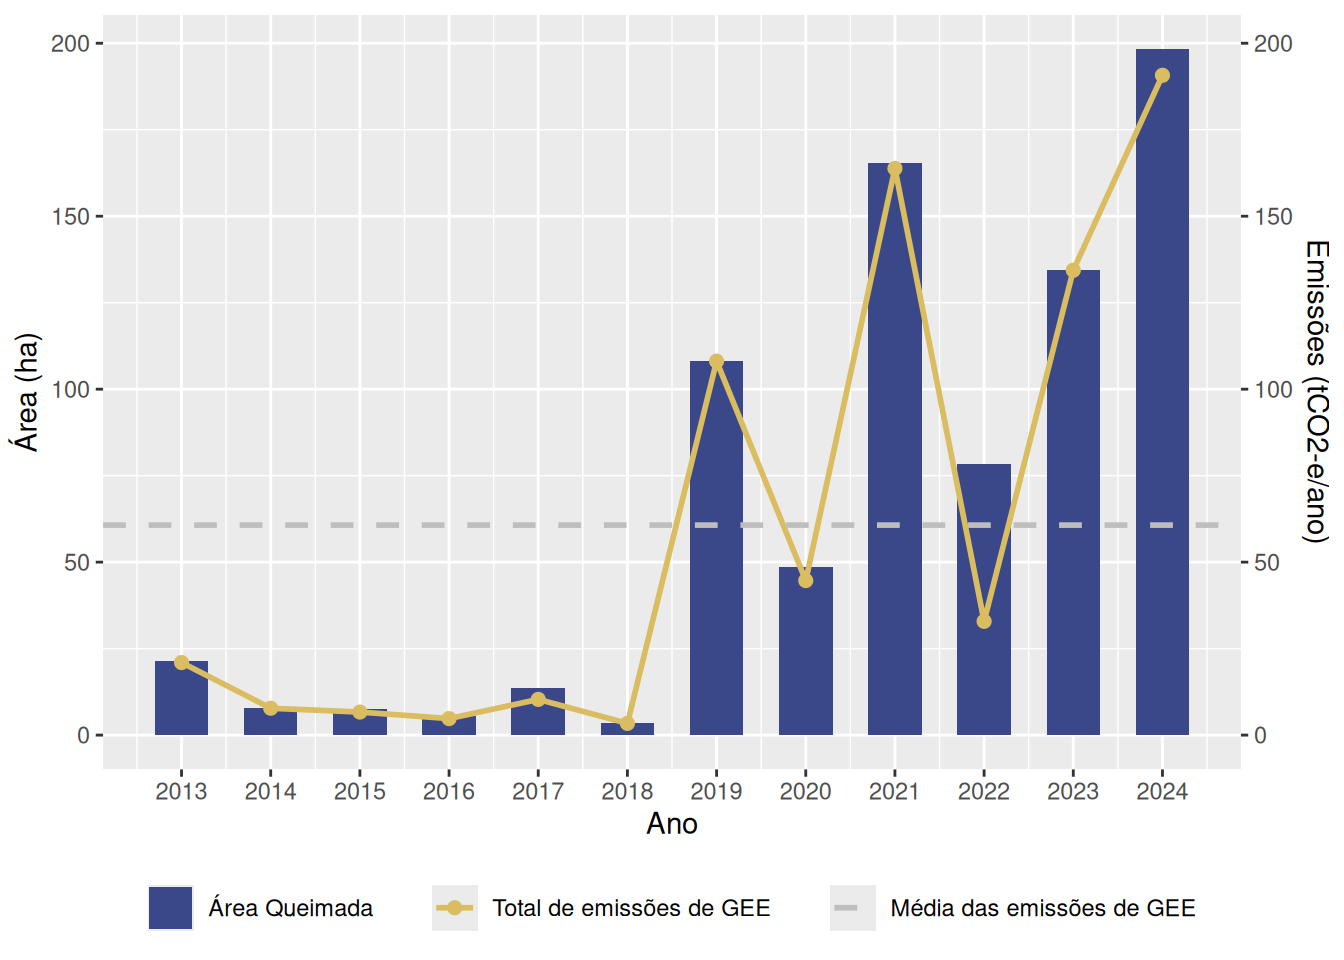 200
150
100
50
0
Área (ha)
200
150
100
50
0
Emissões (tCO2-e/ano)
2013 2014 2015 2016 2017 2018 2019 2020 2021 2022 2023 2024
Ano
Área Queimada Total de emissões de GEE Média das emissões de GEE